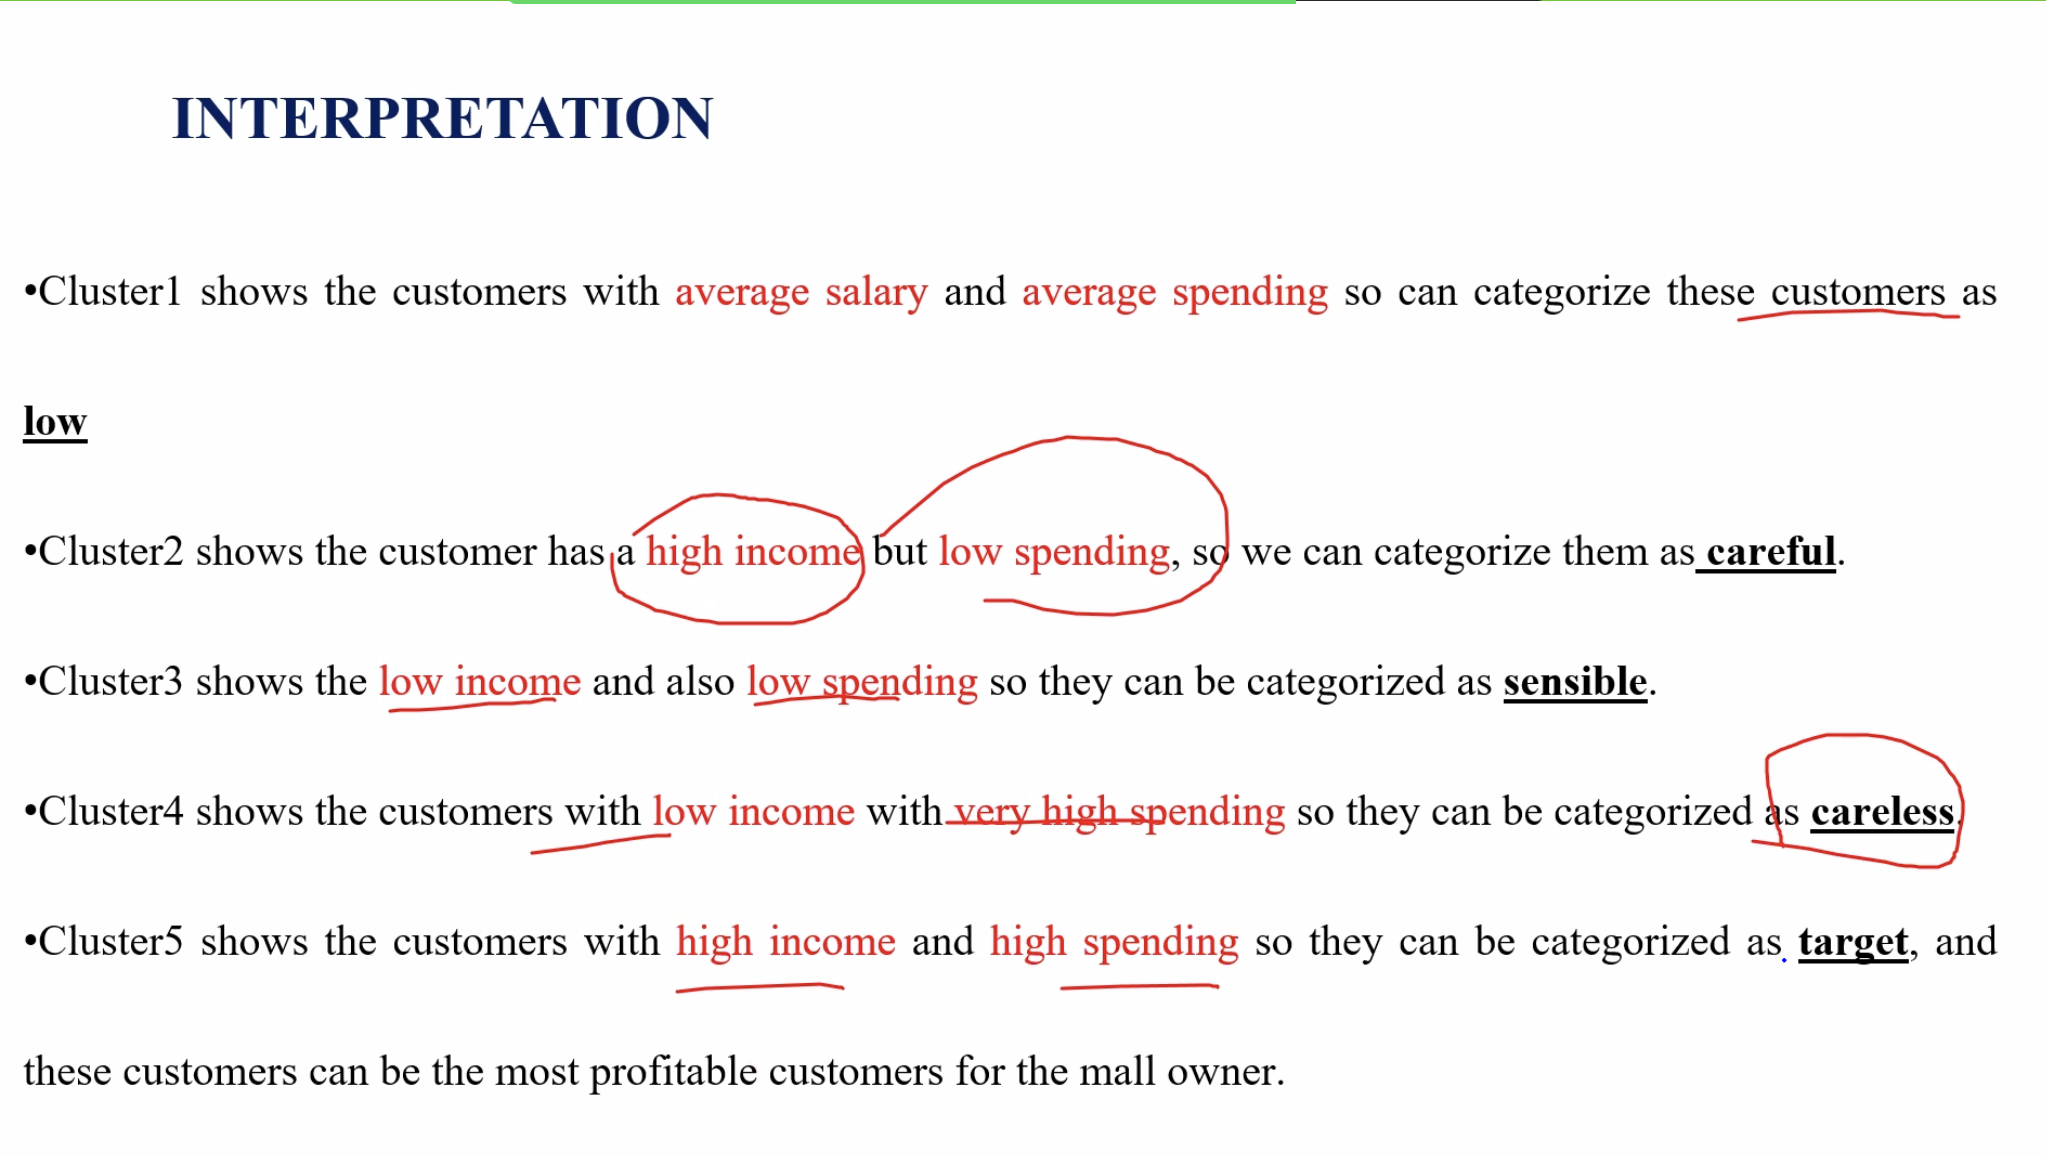 INTERPRETATION
•Cluster1 shows the customers with average salary and average spending so can categorize these customers as
low
•Cluster2 shows the customer has a high income but low spending, so we can categorize them as careful.
•Cluster3 shows the low income and also low spending so they can be categorized as sensible.
•Cluster4 shows the customers with low income with very high spending so they can be categorized as careless.
•Cluster5 shows the customers with high income and high spending so they can be categorized as target, and
these customers can be the most profitable customers for the mall owner.